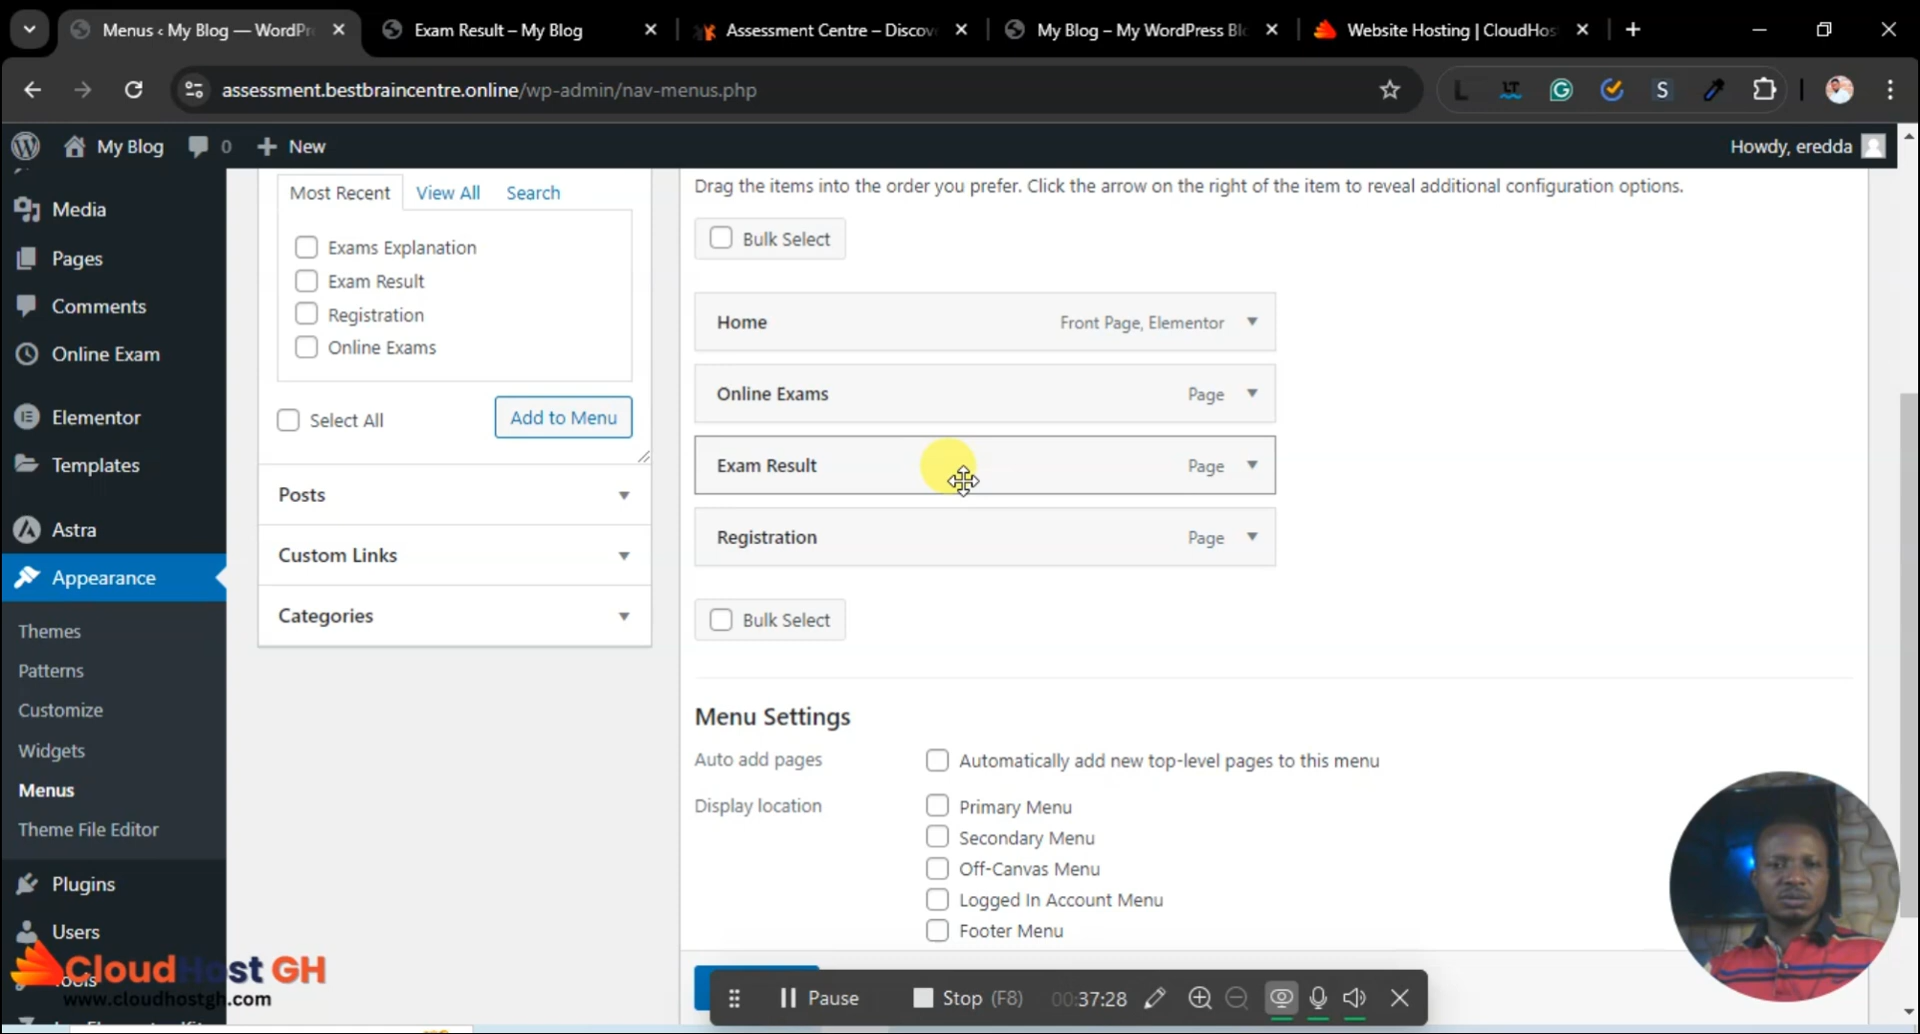 Menus ‹ My Blog — WordPr
Exam Result – My Blog
Assessment Centre – Discov
My Blog – My WordPress Bl
Website Hosting | CloudHos
assessment.bestbraincentre.online/wp-admin/nav-menus.php
My Blog
0
New
Howdy, eredda
Media
Pages
Comments
Online Exam
Elementor
Templates
Astra
Appearance
Themes
Patterns
Customize
Widgets
Menus
Theme File Editor
Plugins
Users
Tools
CloudHost GH
www.cloudhostgh.com
Most Recent
View All
Search
Exams Explanation
Exam Result
Registration
Online Exams
Select All
Add to Menu
Posts
Custom Links
Categories
Drag the items into the order you prefer. Click the arrow on the right of the item to reveal additional configuration options.
Bulk Select
Home Front Page, Elementor
Online Exams Page
Exam Result Page
Registration Page
Bulk Select
Menu Settings
Auto add pages
Automatically add new top-level pages to this menu
Display location
Primary Menu
Secondary Menu
Off-Canvas Menu
Logged In Account Menu
Footer Menu
Pause
Stop (F8)
00:37:28